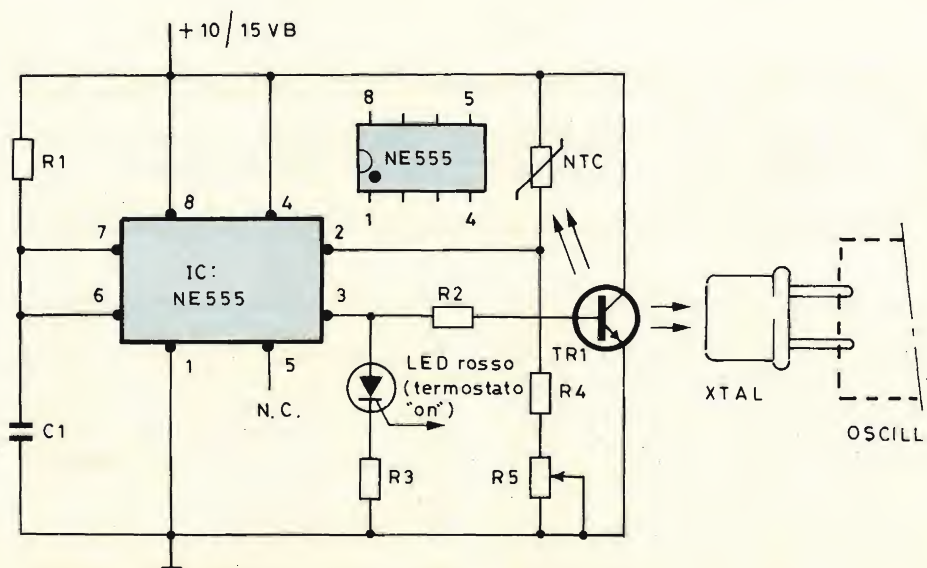 +10/15 VB
R1
8
5
NE555
1
4
NTC
8
4
7
2
IC:
NE555
6
3
R2
1
5
N.C.
LED rosso
(termostato
"on")
TR1
R4
XTAL
OSCILL
C1
R3
R5